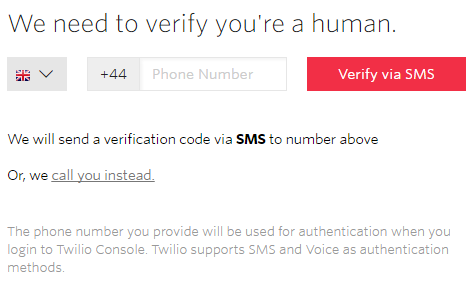 We need to verify you're a human.
+44 Phone Number Verify via SMS
We will send a verification code via SMS to number above
Or, we call you instead.
The phone number you provide will be used for authentication when you
login to Twilio Console. Twilio supports SMS and Voice as authentication
methods.